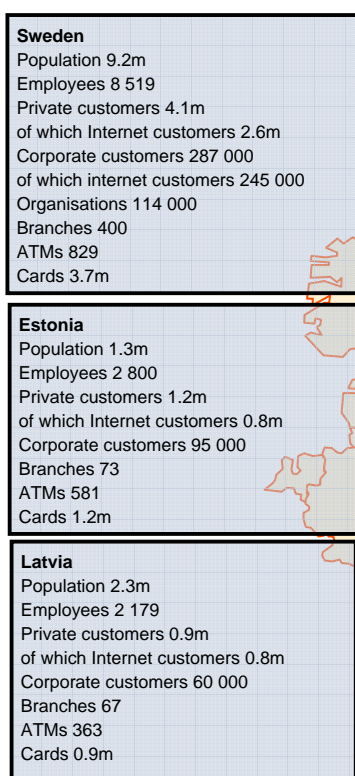 Sweden
Population 9.2m
Employees 8 519
Private customers 4.1m
of which Internet customers 2.6m
Corporate customers 287 000
of which internet customers 245 000
Organisations 114 000
Branches 400
ATMs 829
Cards 3.7m
Estonia
Population 1.3m
Employees 2 800
Private customers 1.2m
of which Internet customers 0.8m
Corporate customers 95 000
Branches 73
ATMs 581
Cards 1.2m
Latvia
Population 2.3m
Employees 2 179
Private customers 0.9m
of which Internet customers 0.8m
Corporate customers 60 000
Branches 67
ATMs 363
Cards 0.9m